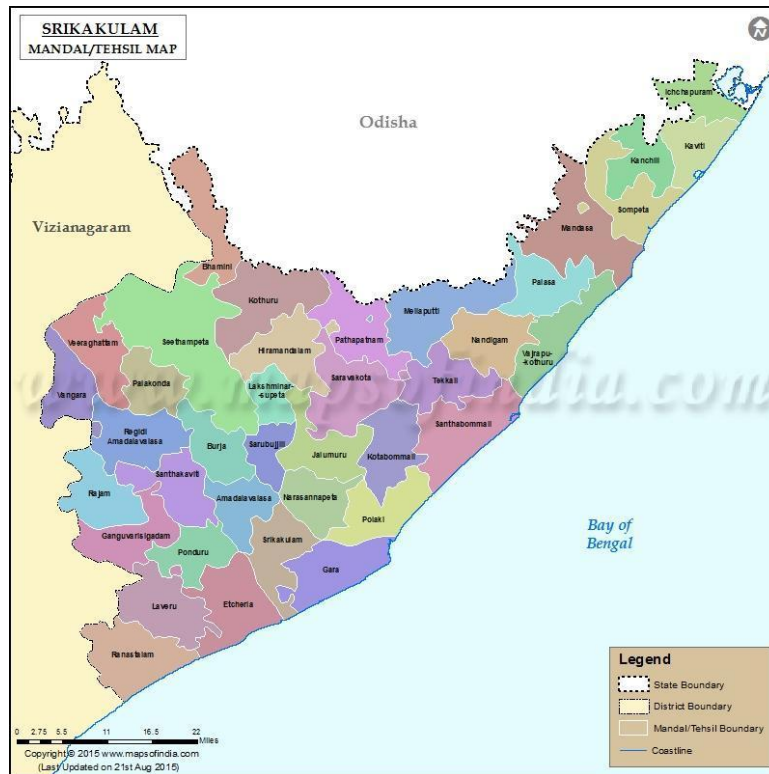 SRIKAKULAM
MANDAL/TEHSIL MAP
N
Odisha
Vizianagaram
Ichchapuram
Kaviti
Kanchili
Sompeta
Mandasa
Bhamini
Kothuru
Palasa
Meliaputti
Seethampeta
Pathapatnam
Nandigam
Veeraghattam
Hiramandalam
Vajrapu-
-kothuru
Palakonda
Lakshminar-
-supeta
Saravakota
Tekkali
Vangara
www.mapsofindia.com
Santhabommali
Regidi
Amadalavalasa
Burja
Sarubujjili
Jalumuru
Kotabommali
Santhakaviti
Rajam
Amadalavalasa
Narasannapeta
Polaki
Ganguvarisigadam
Ponduru
Srikakulam
Gara
Bay of
Bengal
Laveru
Etcherla
Ranastalam
Legend
State Boundary
District Boundary
Mandal/Tehsil Boundary
Coastline
0 2.75 5.5 11 16.5 22
Miles
Copyright © 2015 www.mapsofindia.com
(Last Updated on 21st Aug 2015)